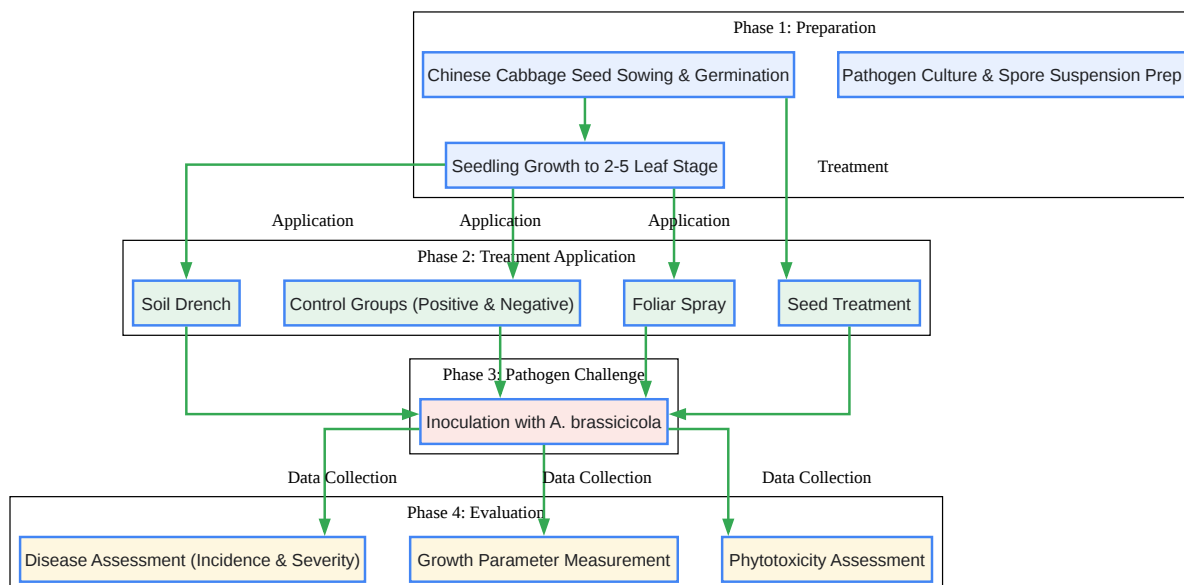 Phase 1: Preparation
Chinese Cabbage Seed Sowing & Germination
Pathogen Culture & Spore Suspension Prep
Seedling Growth to 2-5 Leaf Stage
Treatment
Application
Application
Application
Phase 2: Treatment Application
Soil Drench
Control Groups (Positive & Negative)
Foliar Spray
Seed Treatment
Phase 3: Pathogen Challenge
Inoculation with A. brassicicola
Data Collection
Data Collection
Data Collection
Phase 4: Evaluation
Disease Assessment (Incidence & Severity)
Growth Parameter Measurement
Phytotoxicity Assessment